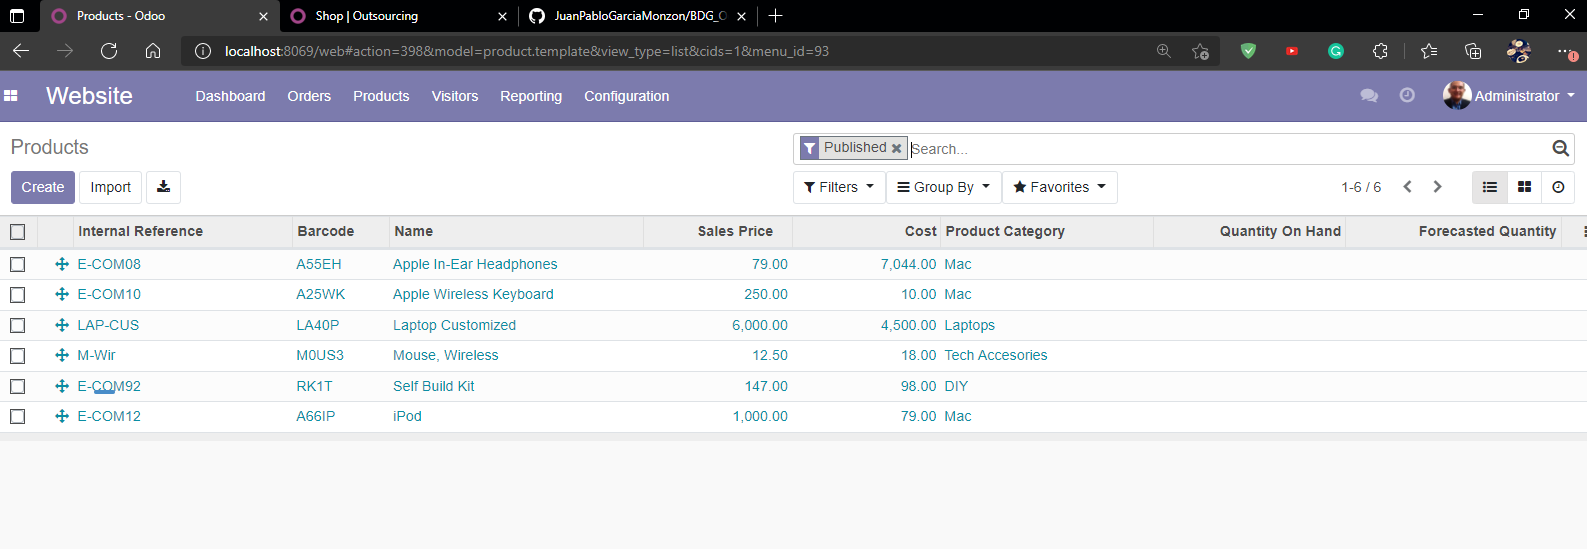 Products - Odoo
Shop | Outsourcing
JuanPabloGarciaMonzon/BDG_O
localhost:8069/web#action=398&model=product.template&view_type=list&cids=1&menu_id=93
Website Dashboard Orders Products Visitors Reporting Configuration Administrator
Products
Published Search...
Create Import Filters Group By Favorites 1-6 / 6
Internal Reference Barcode Name Sales Price Cost Product Category Quantity On Hand Forecasted Quantity
E-COM08 A55EH Apple In-Ear Headphones 79.00 7,044.00 Mac
E-COM10 A25WK Apple Wireless Keyboard 250.00 10.00 Mac
LAP-CUS LA40P Laptop Customized 6,000.00 4,500.00 Laptops
M-Wir M0US3 Mouse, Wireless 12.50 18.00 Tech Accesories
E-COM92 RK1T Self Build Kit 147.00 98.00 DIY
E-COM12 A66IP iPod 1,000.00 79.00 Mac